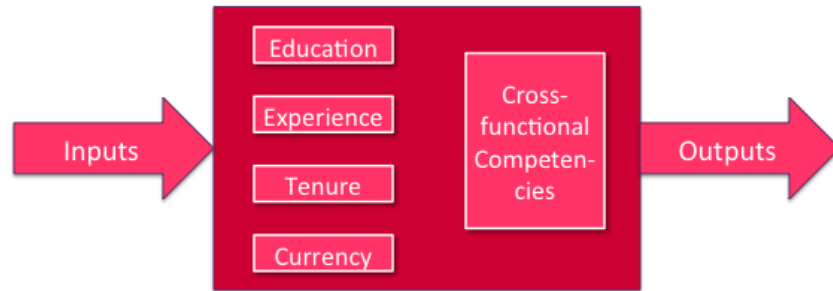 Inputs
Education
Experience
Tenure
Currency
Cross-
functional
Competen-
cies
Outputs